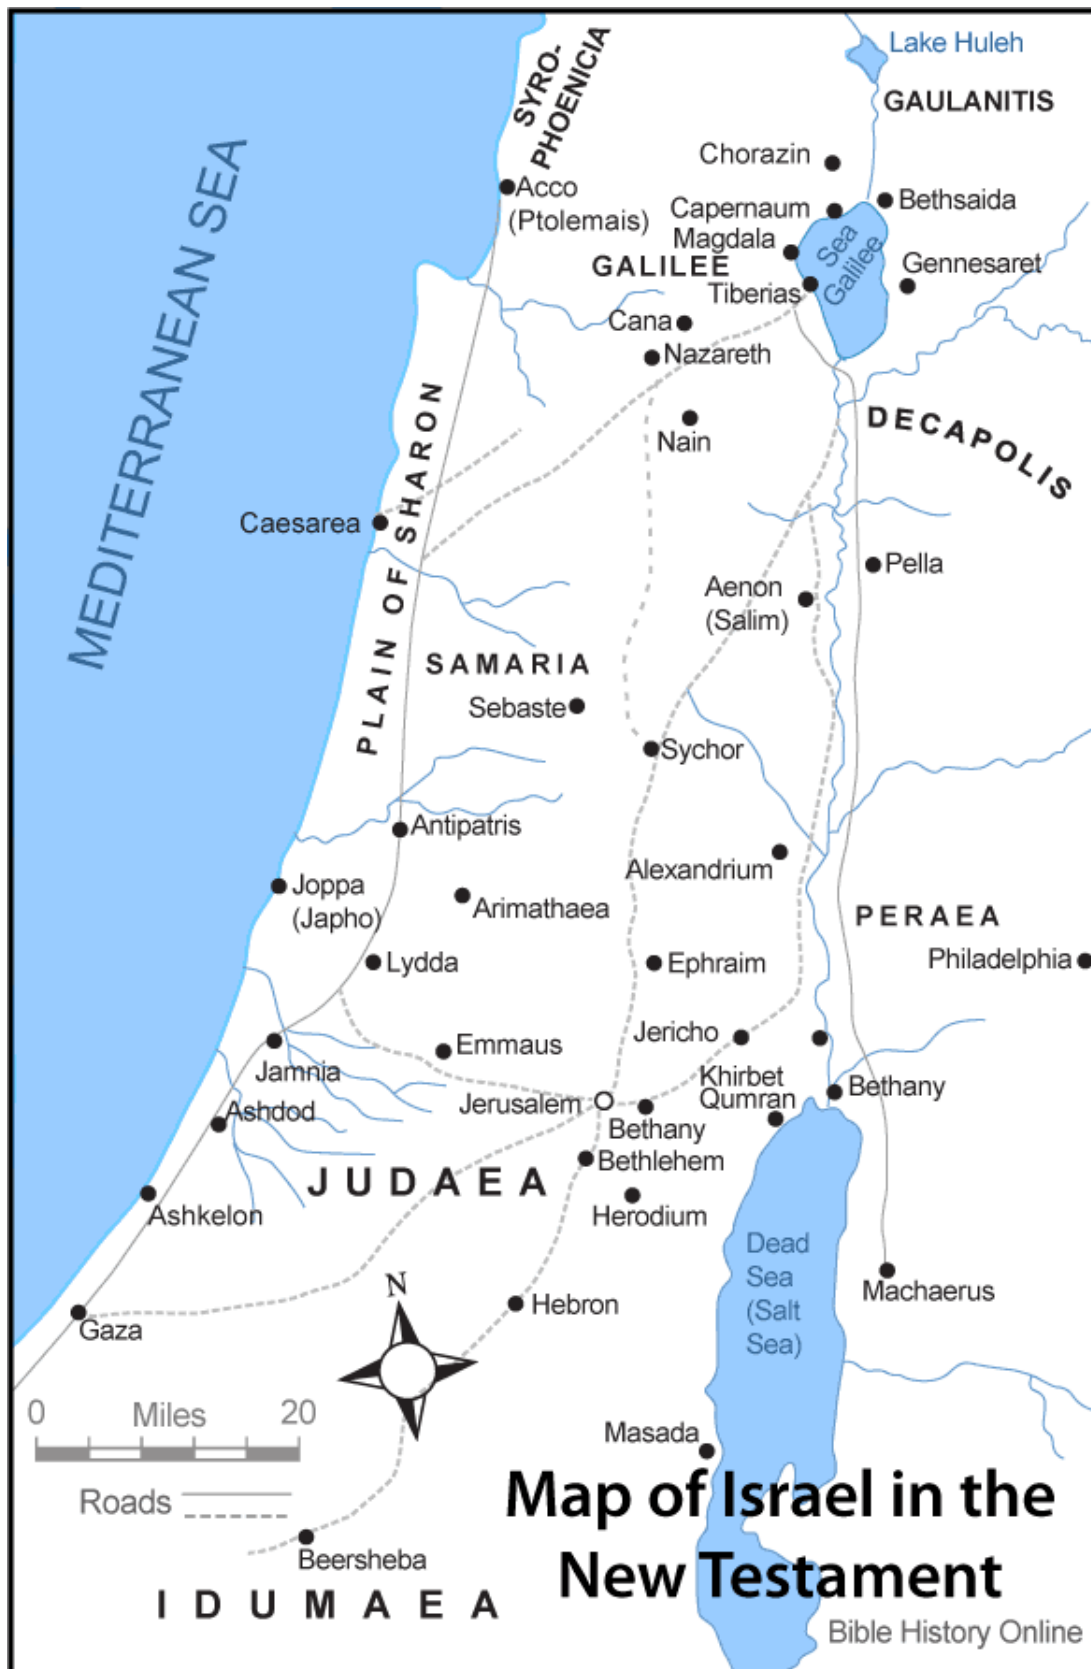 Lake Huleh
SYRO-
PHOENICIA
GAULANITIS
Chorazin
Acco
(Ptolemais)
Capernaum
Bethsaida
Magdala
Sea
Galilee
GALILEE
Gennesaret
Tiberias
Cana
Nazareth
MEDITERRANEAN SEA
DECAPOLIS
Nain
PLAIN OF SHARON
Caesarea
Pella
Aenon
(Salim)
SAMARIA
Sebaste
Sychor
Antipatris
Alexandrium
Joppa
(Japho)
Arimathaea
PERAEA
Philadelphia
Lydda
Ephraim
Jericho
Emmaus
Jamnia
Khirbet
Qumran
Bethany
Jerusalem
Ashdod
Bethany
Bethlehem
JUDAEA
Ashkelon
Herodium
Dead
Sea
(Salt
Sea)
Machaerus
N
Hebron
Gaza
0 Miles 20
Masada
Roads
Map of Israel in the
New Testament
Beersheba
IDUMAEA
Bible History Online